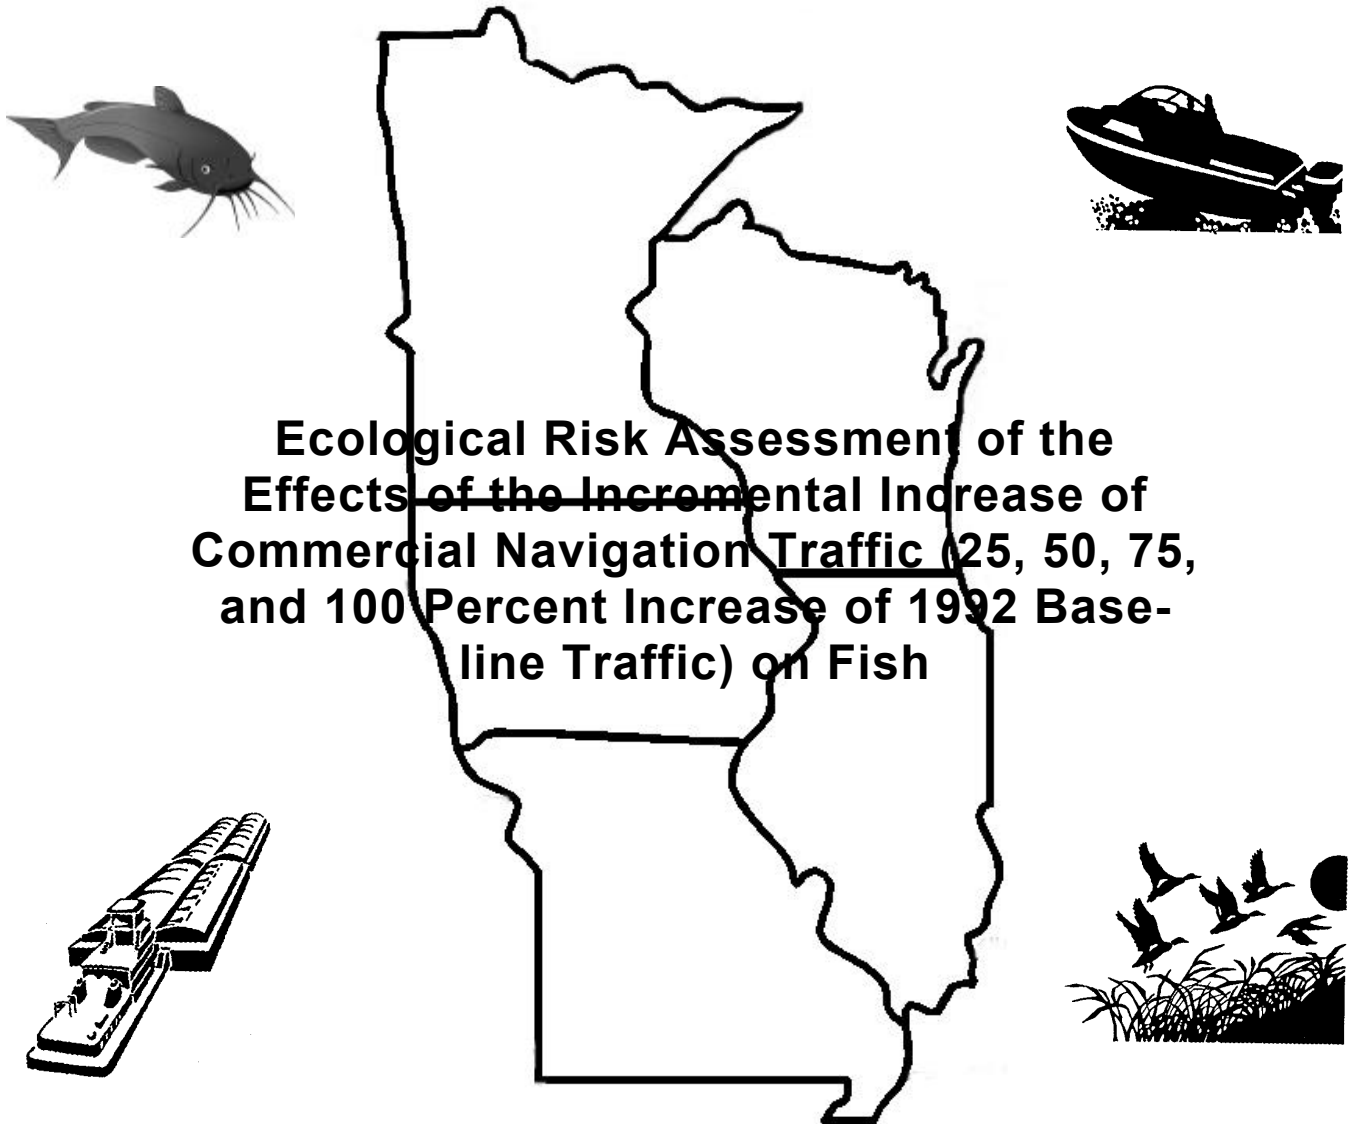 Ecological Risk Assessment of the
Effects of the Incremental Increase of
Commercial Navigation Traffic (25, 50, 75,
and 100 Percent Increase of 1992 Base-
line Traffic) on Fish